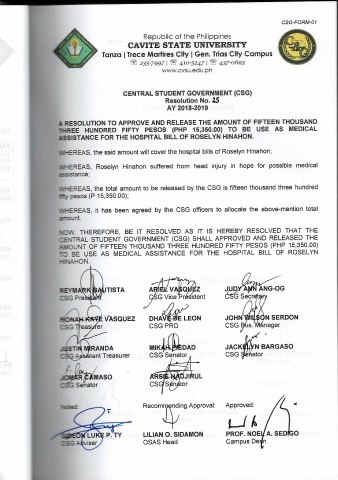 CSG-FORM-01
Republic of the Philippines
CAVITE STATE UNIVERSITY
Tanza | Trece Martires City | Gen. Trias City Campus
☏ 235-7997 | ☏ 410-5247 | ☏ 437-0693
www.cvsu.edu.ph
CENTRAL STUDENT GOVERNMENT (CSG)
Resolution No. 25
AY 2018-2019
A RESOLUTION TO APPROVE AND RELEASE THE AMOUNT OF FIFTEEN THOUSAND
THREE HUNDRED FIFTY PESOS (PHP 15,350.00) TO BE USE AS MEDICAL
ASSISTANCE FOR THE HOSPITAL BILL OF ROSELYN HINAHON.
WHEREAS, the said amount will cover the hospital bills of Roselyn Hinahon;
WHEREAS, Roselyn Hinahon suffered from head injury in hope for possible medical
assistance;
WHEREAS, the total amount to be released by the CSG is fifteen thousand three hundred
fifty pesos (P 15,350.00);
WHEREAS, it has been agreed by the CSG officers to allocate the above-mention total
amount.
NOW, THEREFORE, BE IT RESOLVED AS IT IS HEREBY RESOLVED THAT THE
CENTRAL STUDENT GOVERNMENT (CSG) SHALL APPROVED AND RELEASED THE
AMOUNT OF FIFTEEN THOUSAND THREE HUNDRED FIFTY PESOS (PHP 15,350.00)
TO BE USE AS MEDICAL ASSISTANCE FOR THE HOSPITAL BILL OF ROSELYN
HINAHON.
REYMARK BAUTISTA ARIEL VASQUEZ JUDY ANN ANG-OG
CSG President CSG Vice President CSG Secretary
RONAH KAYE VASQUEZ DHAVE DE LEON JOHN WILSON SERDON
CSG Treasurer CSG PRO CSG Bus. Manager
JUSTIN MIRANDA MIKAH PIEDAD JACKELYN BARGASO
CSG Assistant Treasurer CSG Senator CSG Senator
JOMAR CAMASO ARSIE HADJIRUL
CSG Senator CSG Senator
Noted: Recommending Approval: Approved:
GIDEON LUKE P. TY LILIAN O. SIDAMON PROF. NOEL A. SEDIGO
CSG Adviser OSAS Head Campus Dean